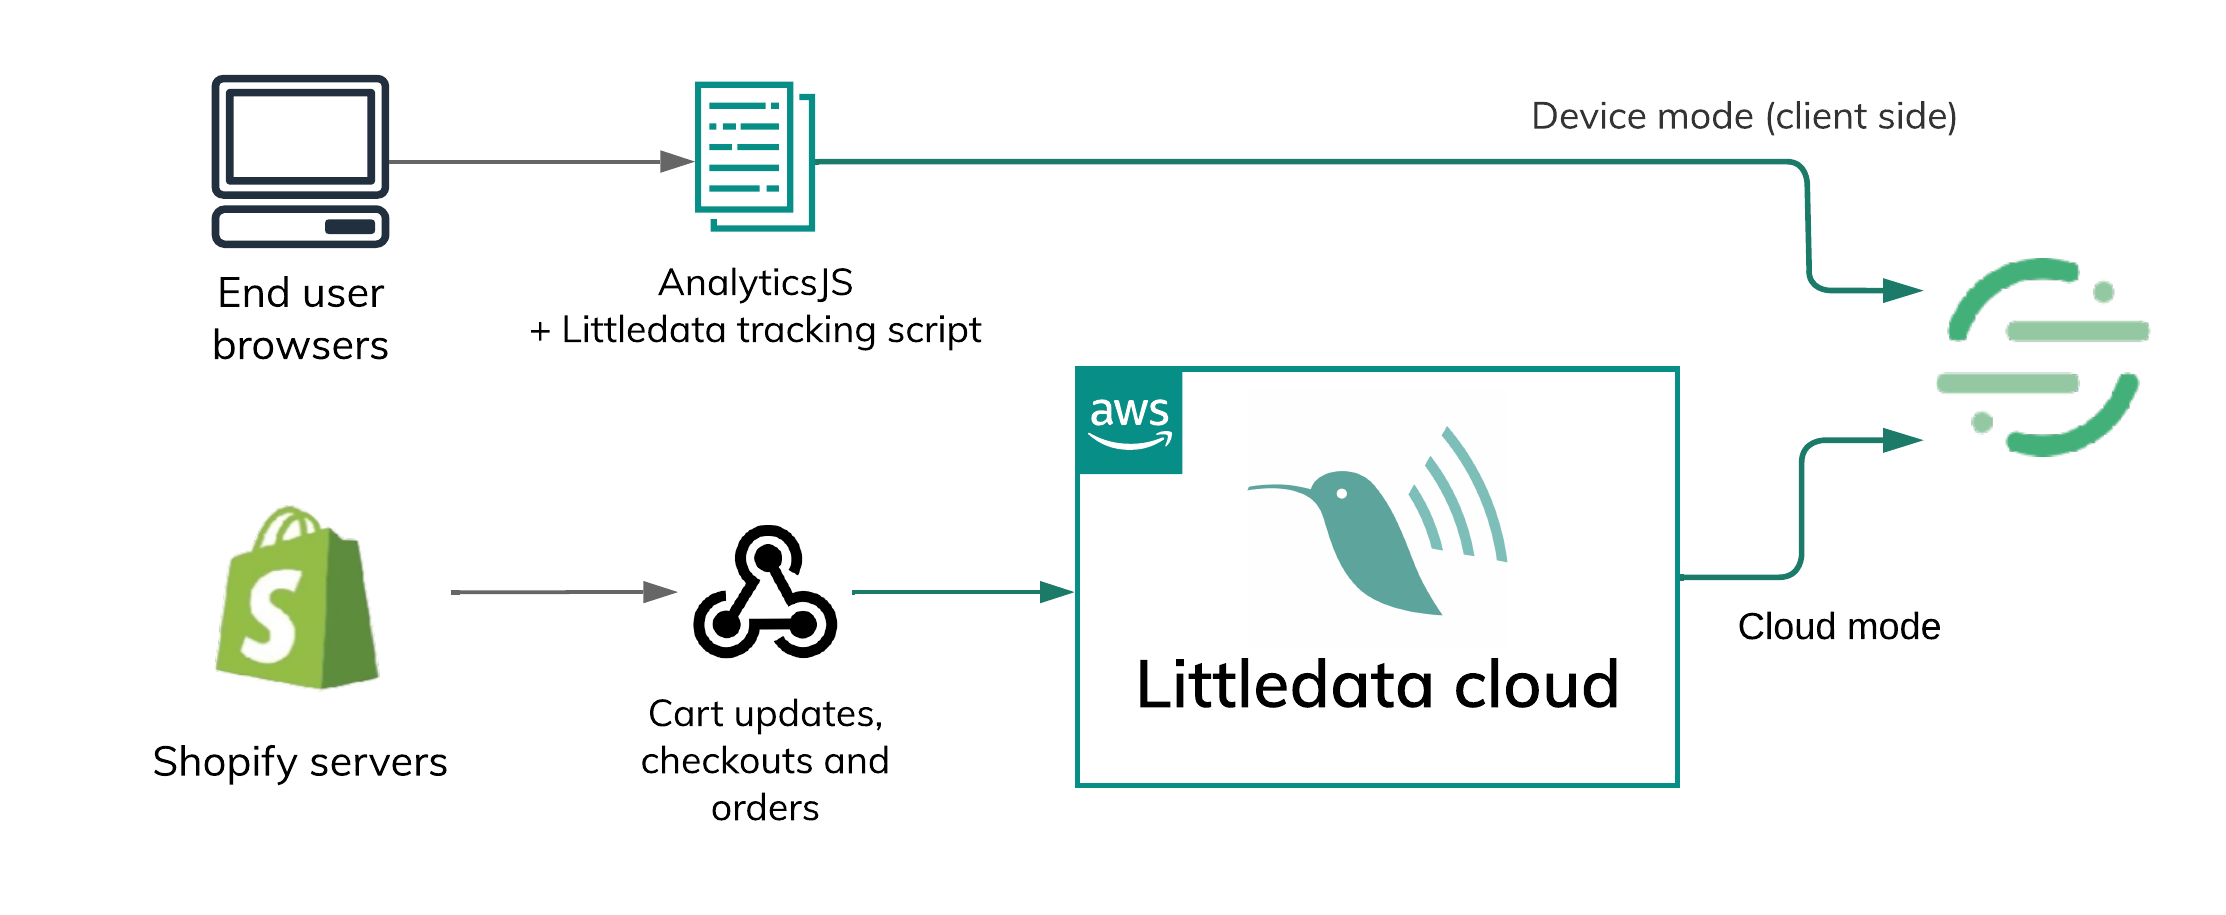 Device mode (client side)
End user
browsers
AnalyticsJS
+ Littledata tracking script
aws
S
Littledata cloud
Cloud mode
Shopify servers
Cart updates,
checkouts and
orders